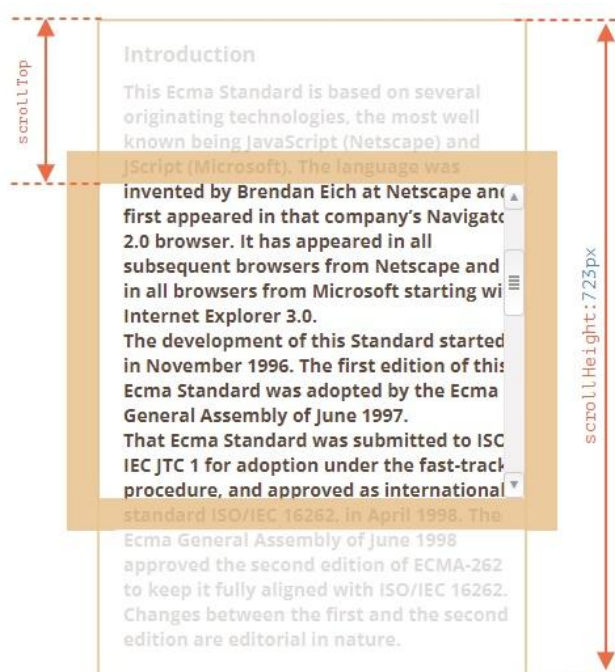 scrollTop
Introduction
This Ecma Standard is based on several
originating technologies, the most well
known being JavaScript (Netscape) and
JScript (Microsoft). The language was
invented by Brendan Eich at Netscape and
first appeared in that company's Navigato
2.0 browser. It has appeared in all
subsequent browsers from Netscape and
in all browsers from Microsoft starting wi
Internet Explorer 3.0.
The development of this Standard started
in November 1996. The first edition of this
Ecma Standard was adopted by the Ecma
General Assembly of June 1997.
That Ecma Standard was submitted to ISO
IEC JTC 1 for adoption under the fast-track
procedure, and approved as international
standard ISO/IEC 16262, in April 1998. The
Ecma General Assembly of June 1998
approved the second edition of ECMA-262
to keep it fully aligned with ISO/IEC 16262.
Changes between the first and the second
edition are editorial in nature.
scrollHeight:723px